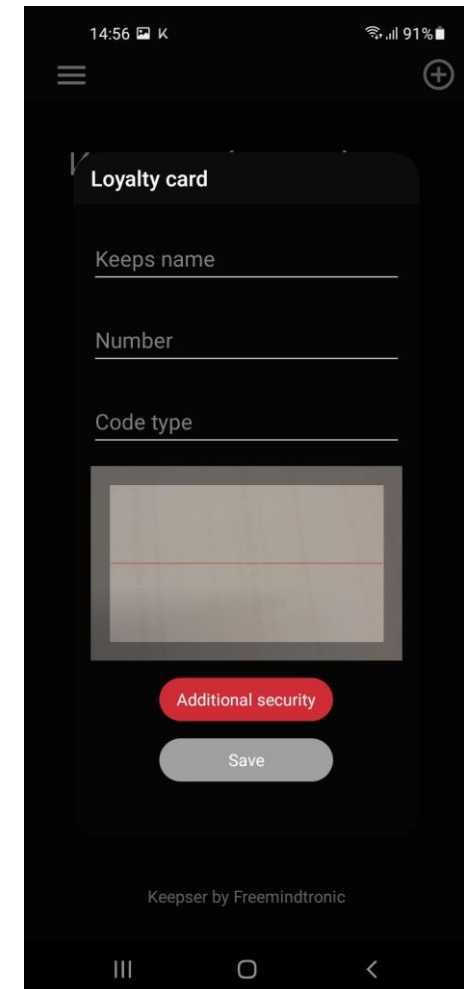 14:56 K 91%
Loyalty card
Keeps name
Number
Code type
Additional security
Save
Keepser by Freemindtronic